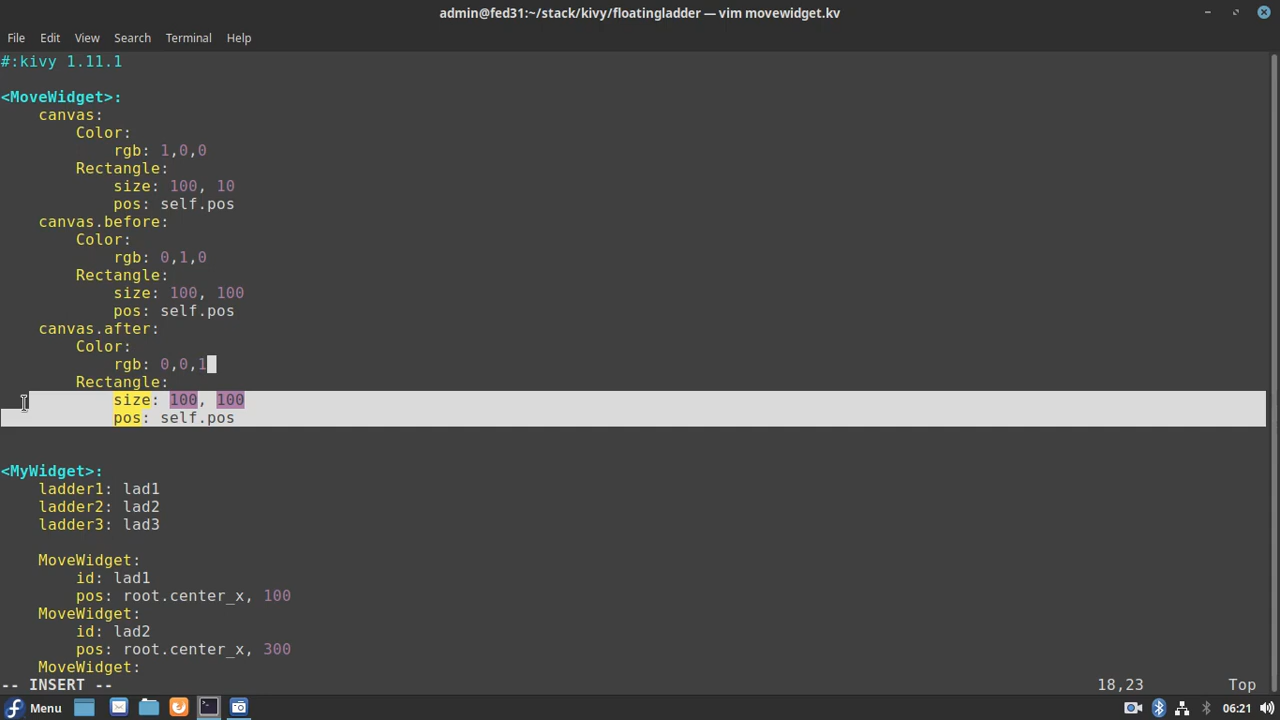 admin@fed31:~/stack/kivy/floatingladder — vim movewidget.kv
File Edit View Search Terminal Help
#:kivy 1.11.1
<MoveWidget>:
    canvas:
        Color:
            rgb: 1,0,0
        Rectangle:
            size: 100, 10
            pos: self.pos
    canvas.before:
        Color:
            rgb: 0,1,0
        Rectangle:
            size: 100, 100
            pos: self.pos
    canvas.after:
        Color:
            rgb: 0,0,1
        Rectangle:
            size: 100, 100
            pos: self.pos
<MyWidget>:
    ladder1: lad1
    ladder2: lad2
    ladder3: lad3
    MoveWidget:
        id: lad1
        pos: root.center_x, 100
    MoveWidget:
        id: lad2
        pos: root.center_x, 300
    MoveWidget:
-- INSERT -- 18,23 Top
Menu 06:21